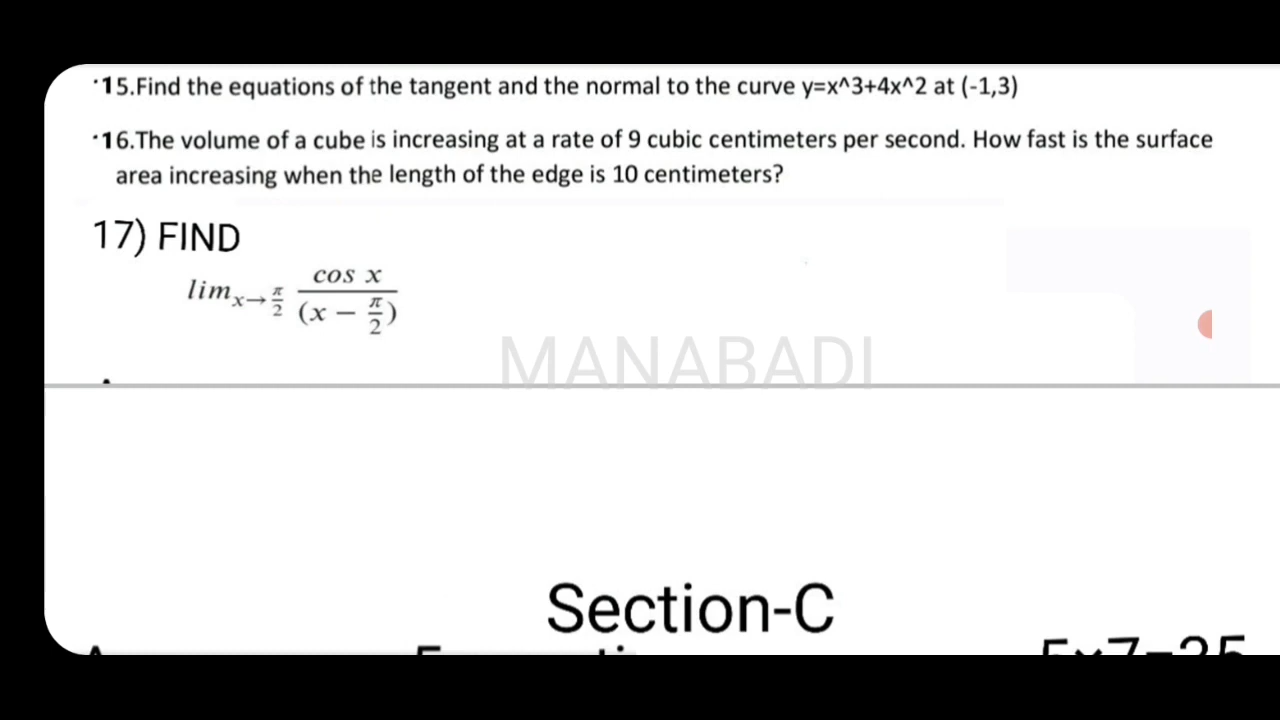 15.Find the equations of the tangent and the normal to the curve y=x^3+4x^2 at (-1,3)
16.The volume of a cube is increasing at a rate of 9 cubic centimeters per second. How fast is the surface
area increasing when the length of the edge is 10 centimeters?
17) FIND
lim x→π/2 cos x/(x − π/2)
MANABADI
Section-C